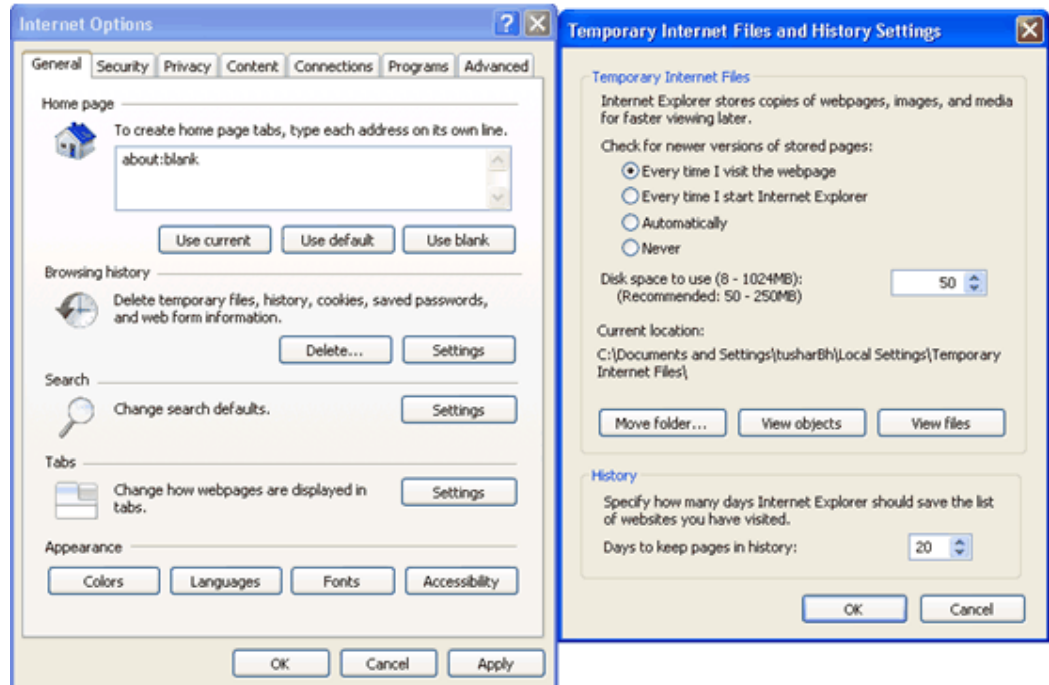 Internet Options
General Security Privacy Content Connections Programs Advanced
Home page
To create home page tabs, type each address on its own line.
about:blank
Use current Use default Use blank
Browsing history
Delete temporary files, history, cookies, saved passwords,
and web form information.
Delete... Settings
Search
Change search defaults.
Settings
Tabs
Change how webpages are displayed in
tabs.
Settings
Appearance
Colors Languages Fonts Accessibility
OK Cancel Apply
Temporary Internet Files and History Settings
Temporary Internet Files
Internet Explorer stores copies of webpages, images, and media
for faster viewing later.
Check for newer versions of stored pages:
Every time I visit the webpage
Every time I start Internet Explorer
Automatically
Never
Disk space to use (8 - 1024MB):
(Recommended: 50 - 250MB)
50
Current location:
C:\Documents and Settings\tusharBh\Local Settings\Temporary
Internet Files\
Move folder... View objects View files
History
Specify how many days Internet Explorer should save the list
of websites you have visited.
Days to keep pages in history: 20
OK Cancel